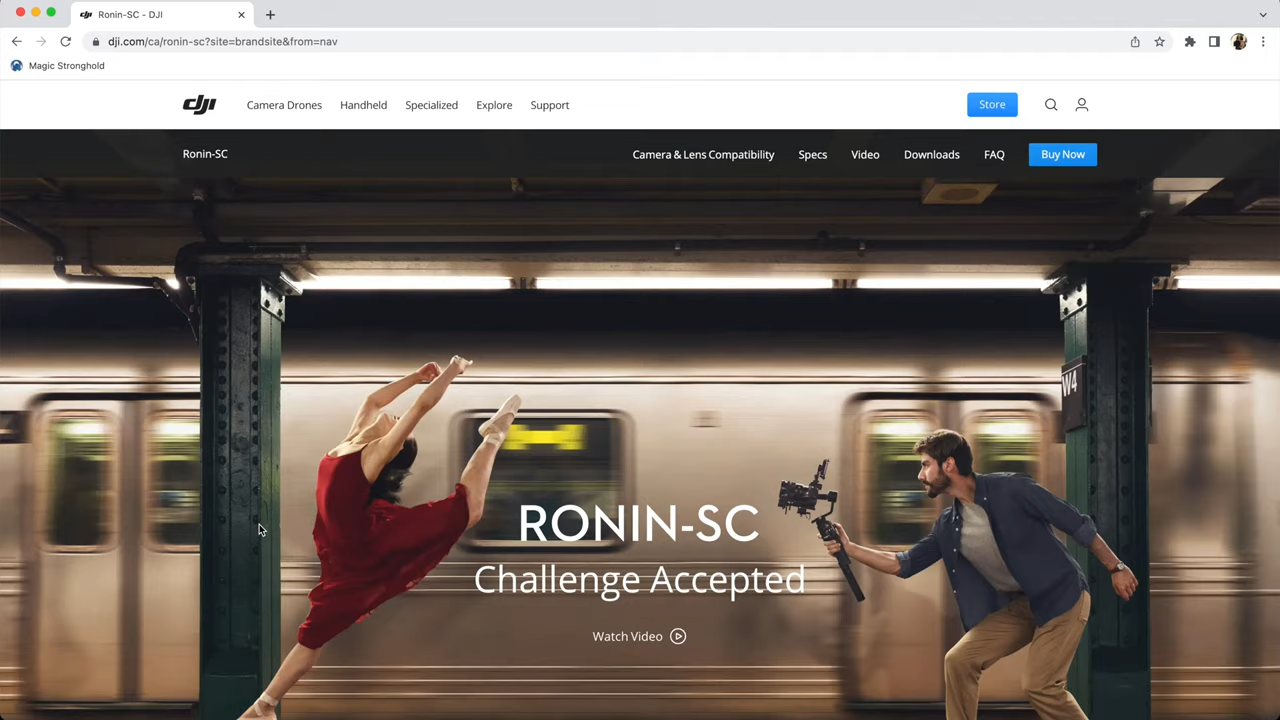 Ronin-SC - DJI
dji.com/ca/ronin-sc?site=brandsite&from=nav
Magic Stronghold
dji Camera Drones Handheld Specialized Explore Support Store
Ronin-SC Camera & Lens Compatibility Specs Video Downloads FAQ Buy Now
W4
RONIN-SC
Challenge Accepted
Watch Video